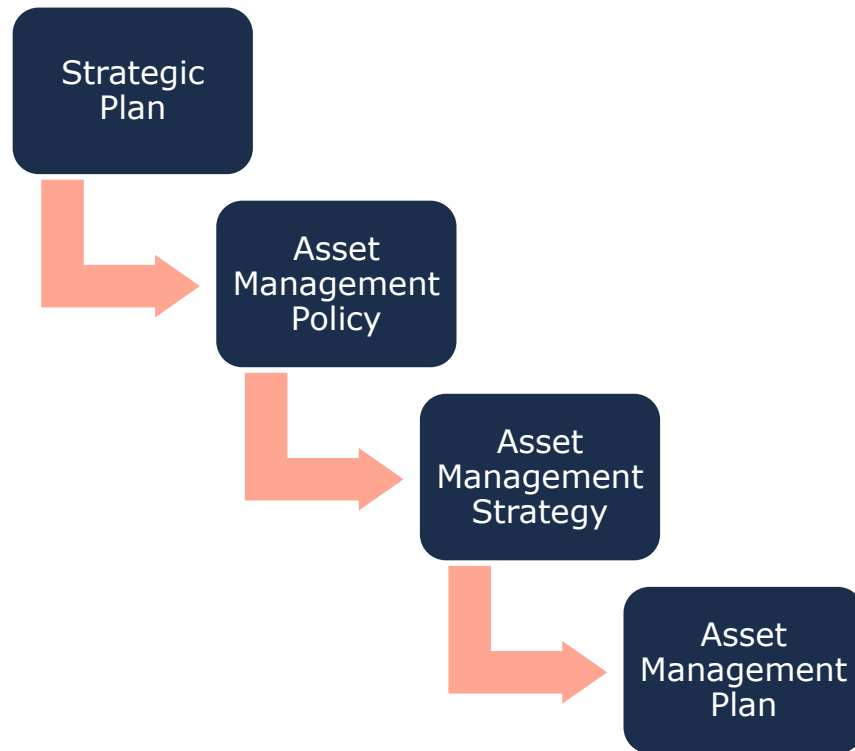 Strategic
Plan
Asset
Management
Policy
Asset
Management
Strategy
Asset
Management
Plan